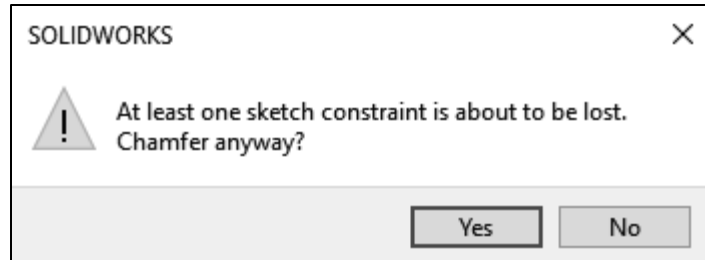 SOLIDWORKS
At least one sketch constraint is about to be lost.
Chamfer anyway?
Yes No